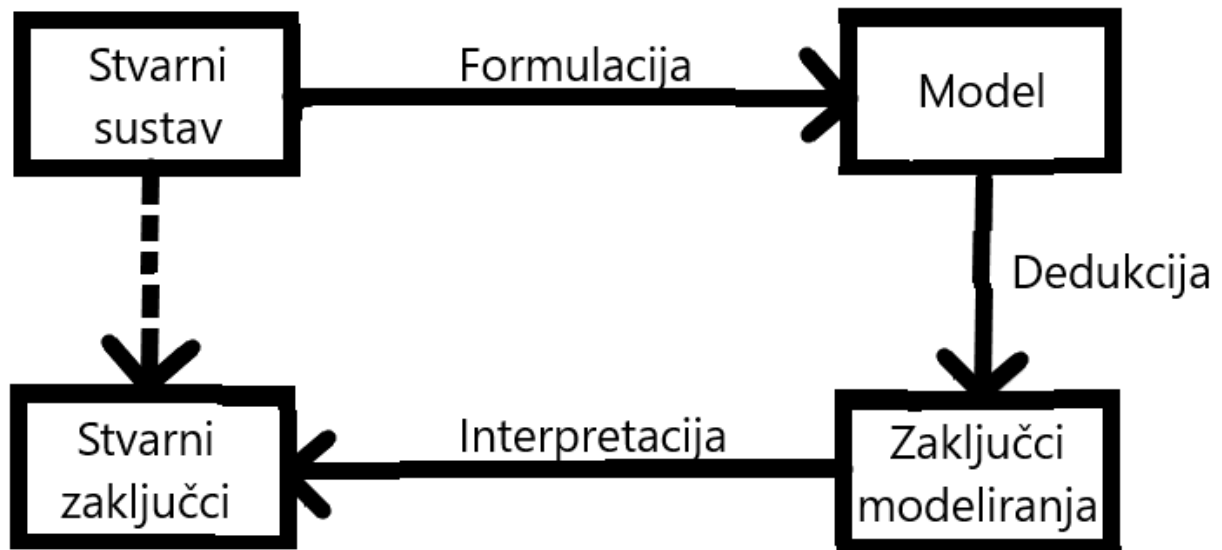 Stvarni
sustav
Formulacija
Model
Dedukcija
Stvarni
zaključci
Interpretacija
Zaključci
modeliranja